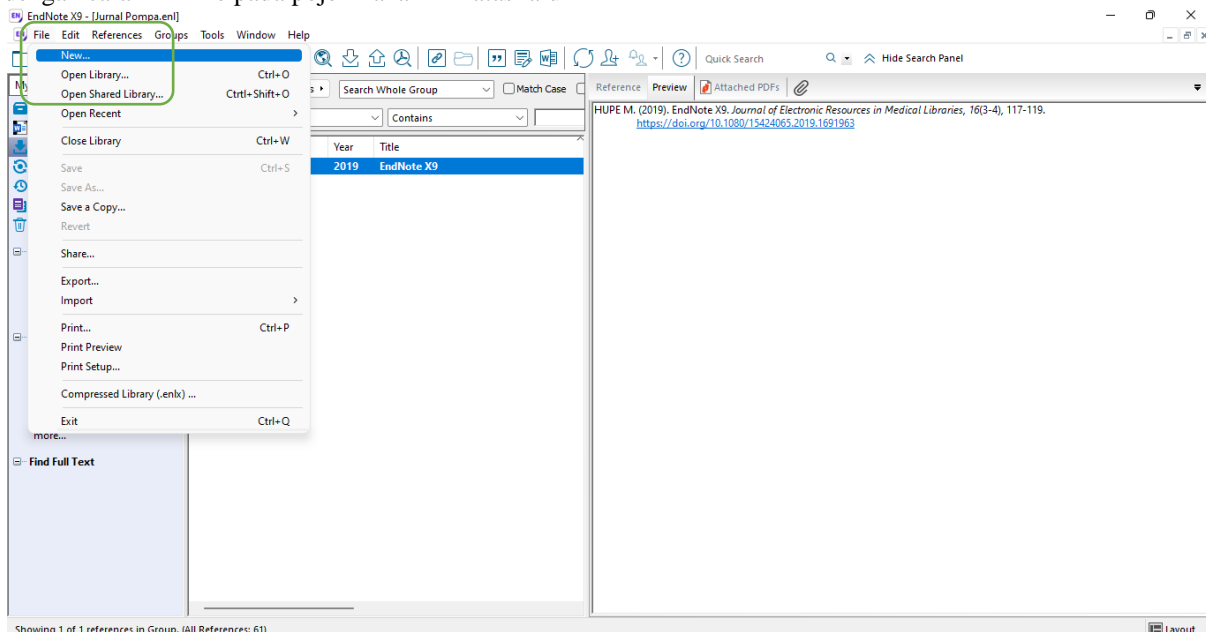 EndNote X9 - [Jurnal Pompa.enl]
File Edit References Groups Tools Window Help
Quick Search
Hide Search Panel
New...
Open Library... Ctrl+O
Open Shared Library... Ctrtl+Shift+O
Open Recent
Close Library Ctrl+W
Save Ctrl+S
Save As...
Save a Copy...
Revert
Share...
Export...
Import
Print... Ctrl+P
Print Preview
Print Setup...
Compressed Library (.enlx) ...
Exit Ctrl+Q
more...
Find Full Text
Search Whole Group
Match Case
Contains
Year Title
2019 EndNote X9
Reference Preview Attached PDFs
HUPE M. (2019). EndNote X9. Journal of Electronic Resources in Medical Libraries, 16(3-4), 117-119.
https://doi.org/10.1080/15424065.2019.1691963
Showing 1 of 1 references in Group. (All References: 61)
Layout